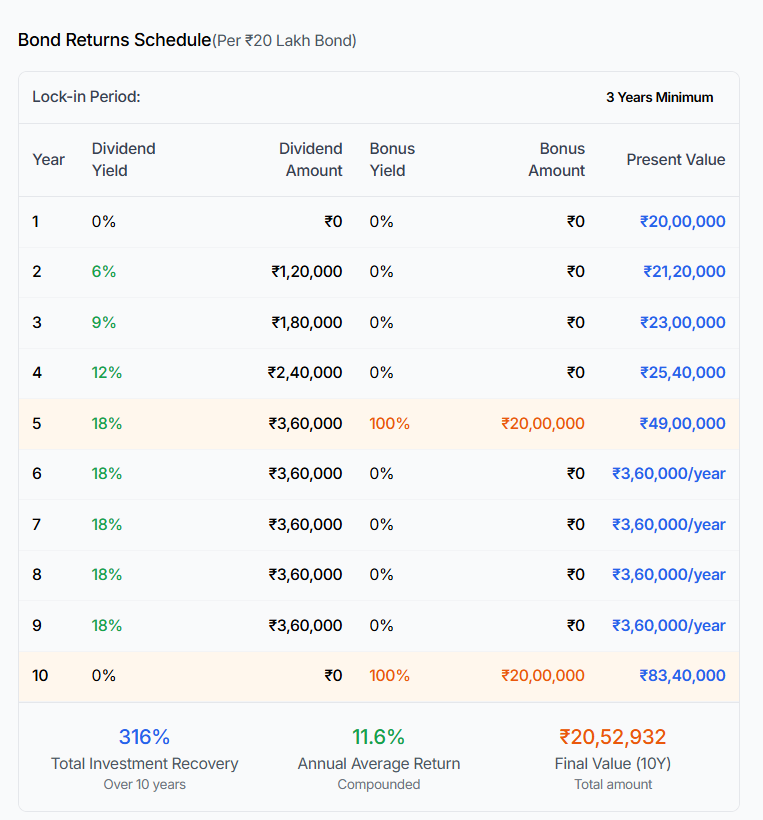 Bond Returns Schedule(Per ₹20 Lakh Bond)
Lock-in Period: 3 Years Minimum
Year Dividend Yield Dividend Amount Bonus Yield Bonus Amount Present Value
1 0% ₹0 0% ₹0 ₹20,00,000
2 6% ₹1,20,000 0% ₹0 ₹21,20,000
3 9% ₹1,80,000 0% ₹0 ₹23,00,000
4 12% ₹2,40,000 0% ₹0 ₹25,40,000
5 18% ₹3,60,000 100% ₹20,00,000 ₹49,00,000
6 18% ₹3,60,000 0% ₹0 ₹3,60,000/year
7 18% ₹3,60,000 0% ₹0 ₹3,60,000/year
8 18% ₹3,60,000 0% ₹0 ₹3,60,000/year
9 18% ₹3,60,000 0% ₹0 ₹3,60,000/year
10 0% ₹0 100% ₹20,00,000 ₹83,40,000
316% 11.6% ₹20,52,932
Total Investment Recovery Annual Average Return Final Value (10Y)
Over 10 years Compounded Total amount